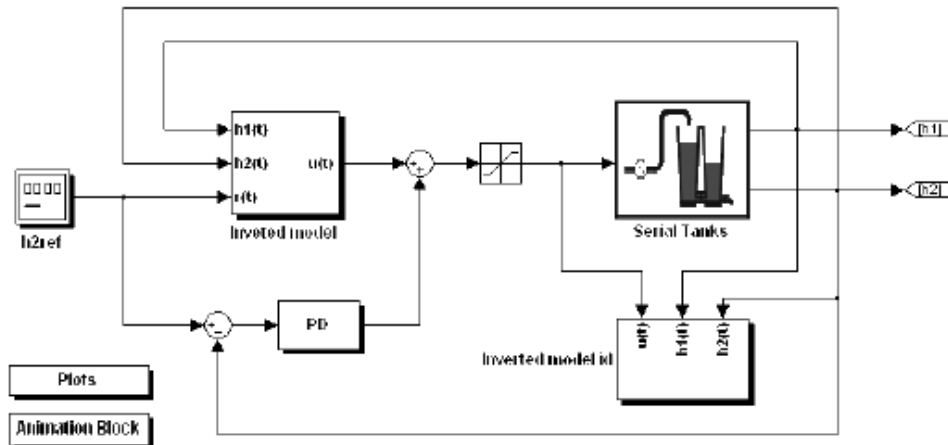 h1(t)
h2(t)
u(t)
r(t)
Inveted model
h2ref
Serial Tanks
[h1]
[h2]
PD
u(t)
h1(t)
h2(t)
Inverted model id
Plots
Animation Block